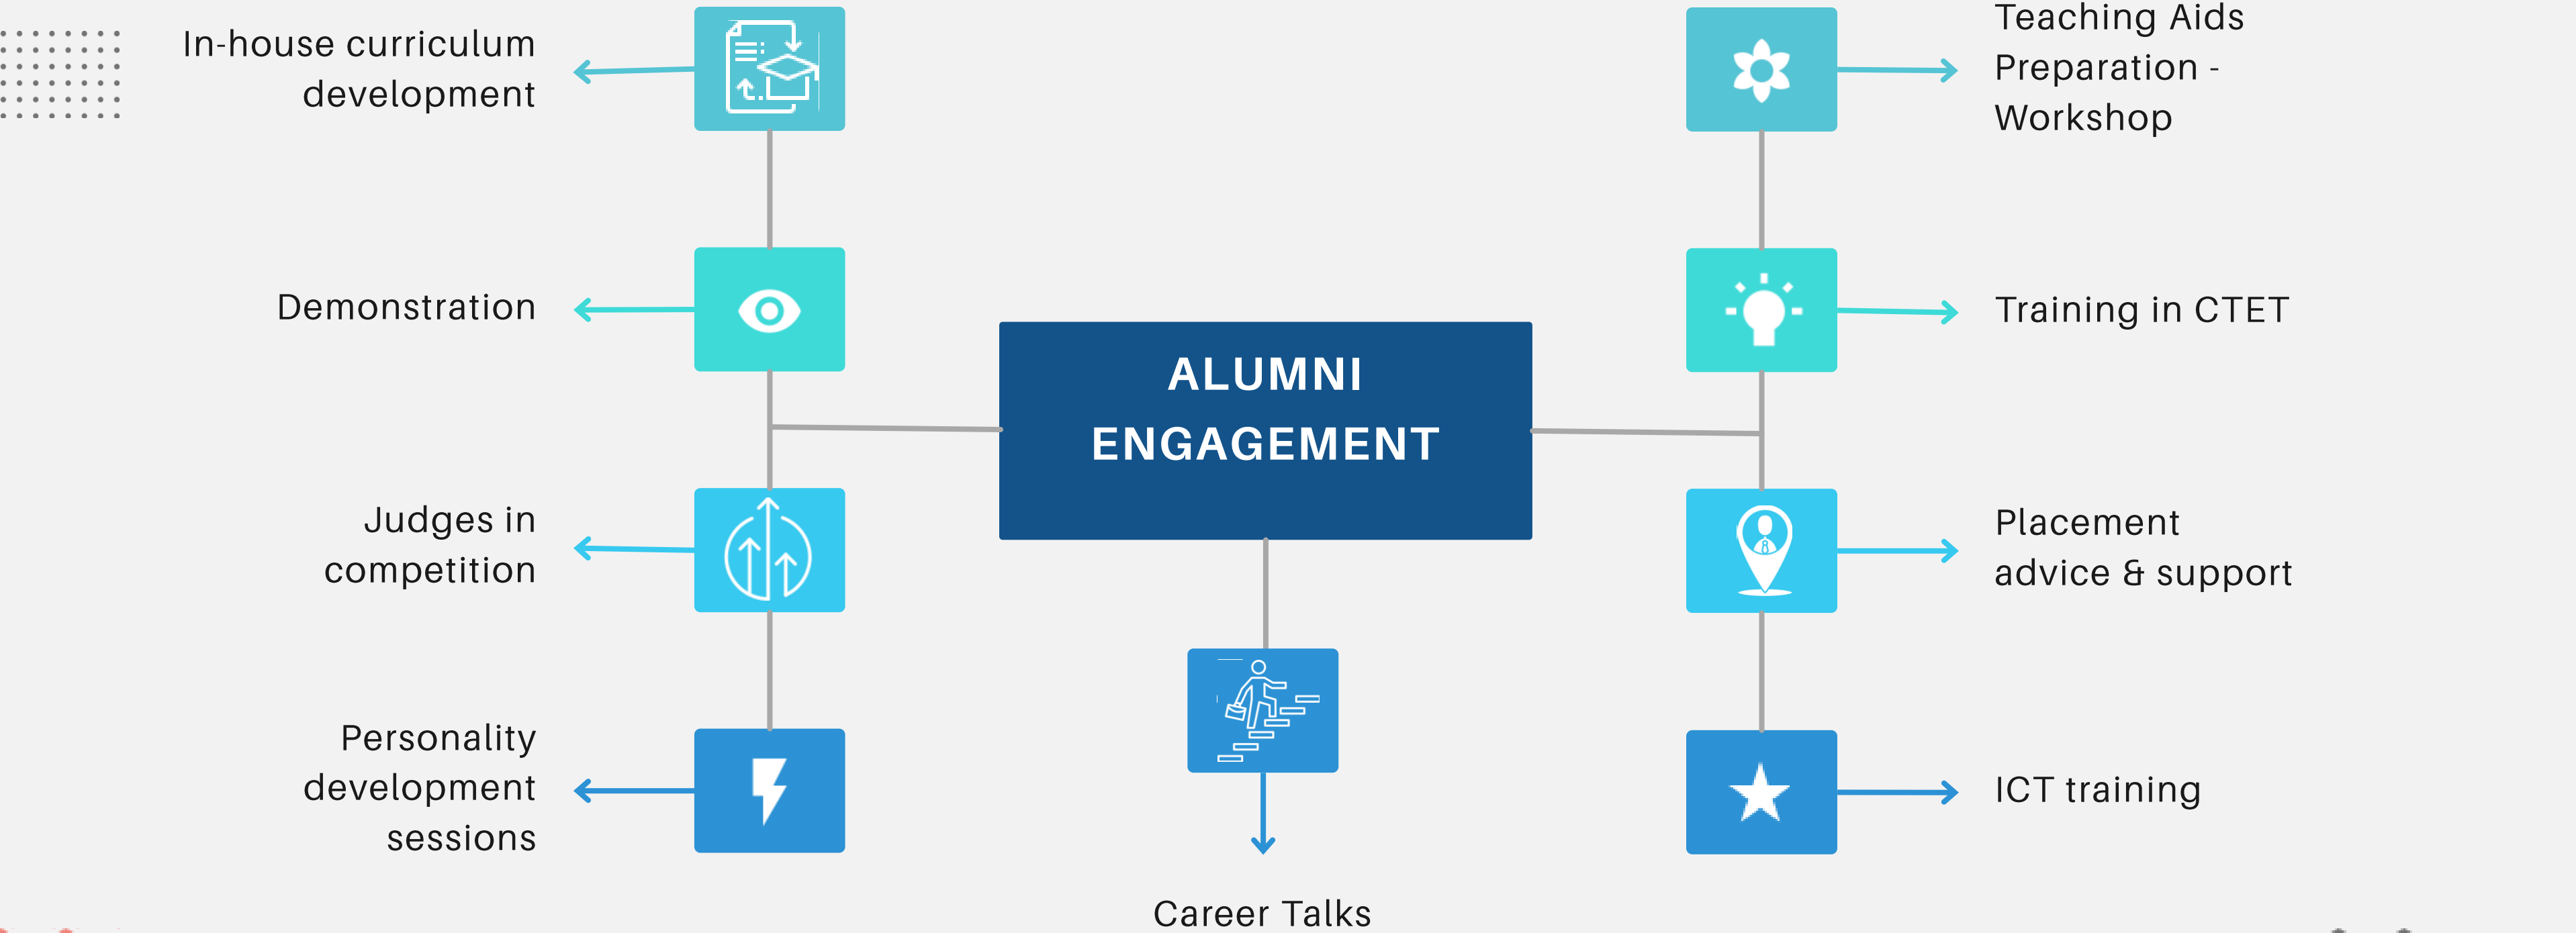 In-house curriculum
development
Demonstration
Judges in
competition
Personality
development
sessions
ALUMNI
ENGAGEMENT
Career Talks
Teaching Aids
Preparation -
Workshop
Training in CTET
Placement
advice & support
ICT training